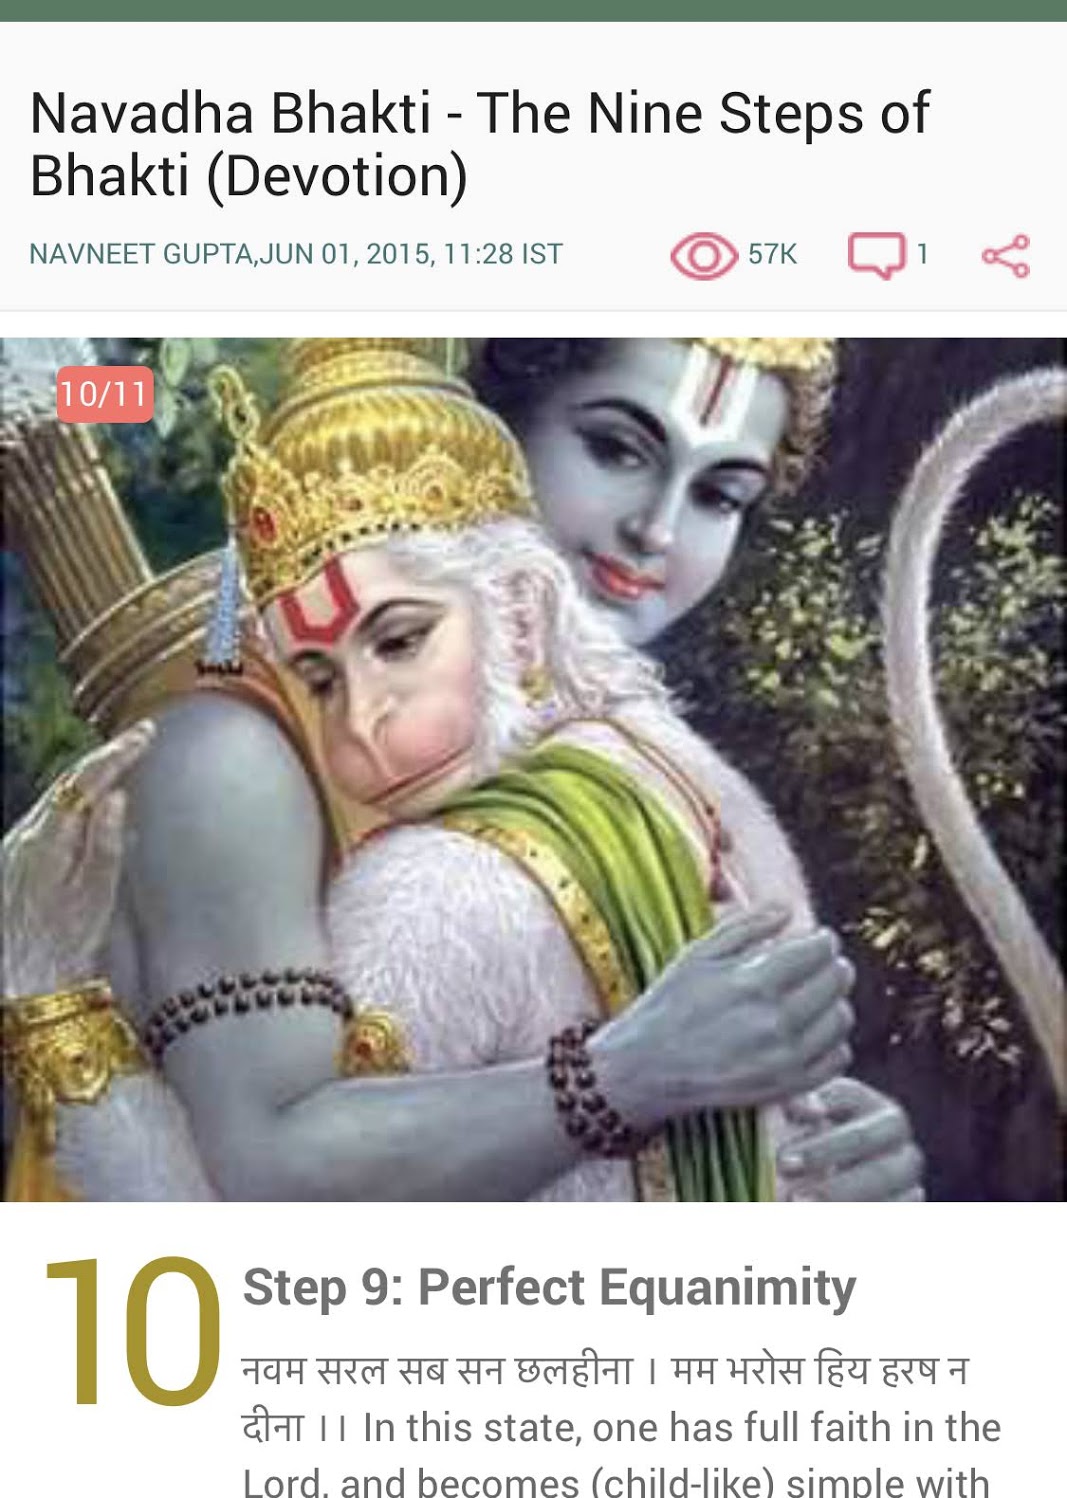 Navadha Bhakti - The Nine Steps of
Bhakti (Devotion)
NAVNEET GUPTA,JUN 01, 2015, 11:28 IST
57K
1
10/11
10
Step 9: Perfect Equanimity
नवम सरल सब सन छलहीना । मम भरोस हिय हरष न
दीना ।। In this state, one has full faith in the
Lord, and becomes (child-like) simple with